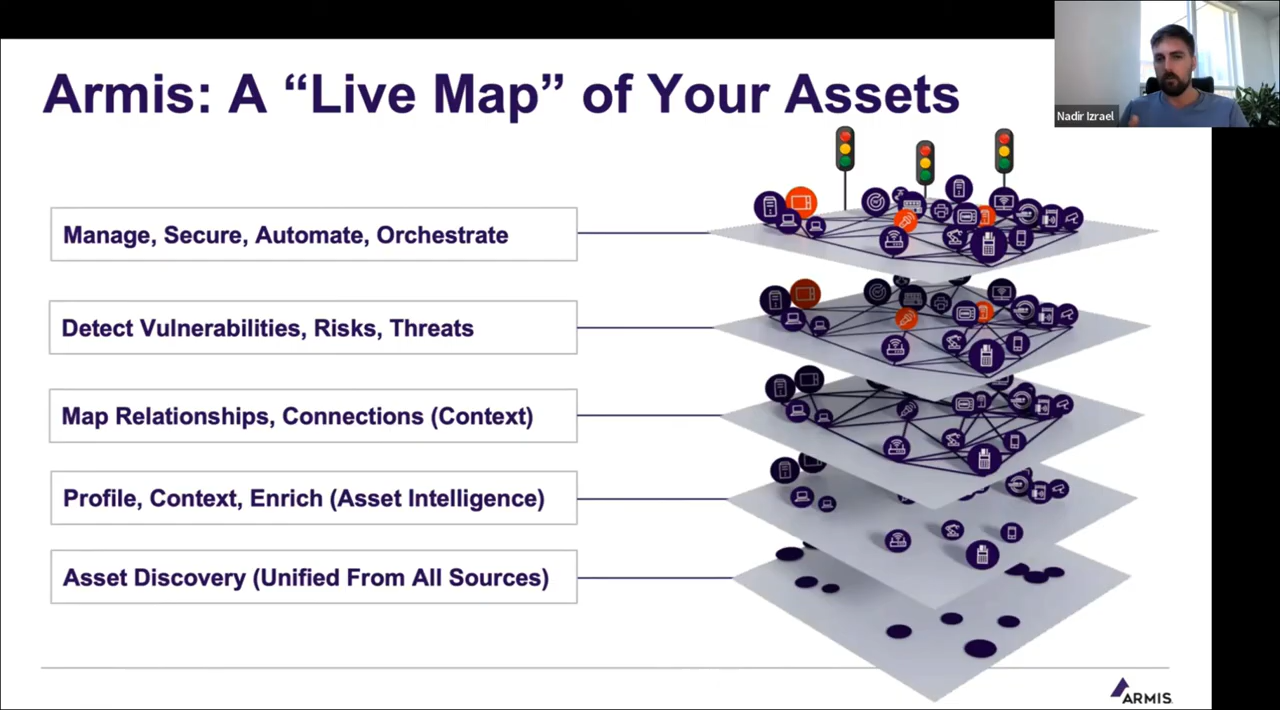 Armis: A “Live Map” of Your Assets
Nadir Izrael
Manage, Secure, Automate, Orchestrate
Detect Vulnerabilities, Risks, Threats
Map Relationships, Connections (Context)
Profile, Context, Enrich (Asset Intelligence)
Asset Discovery (Unified From All Sources)
ARMIS